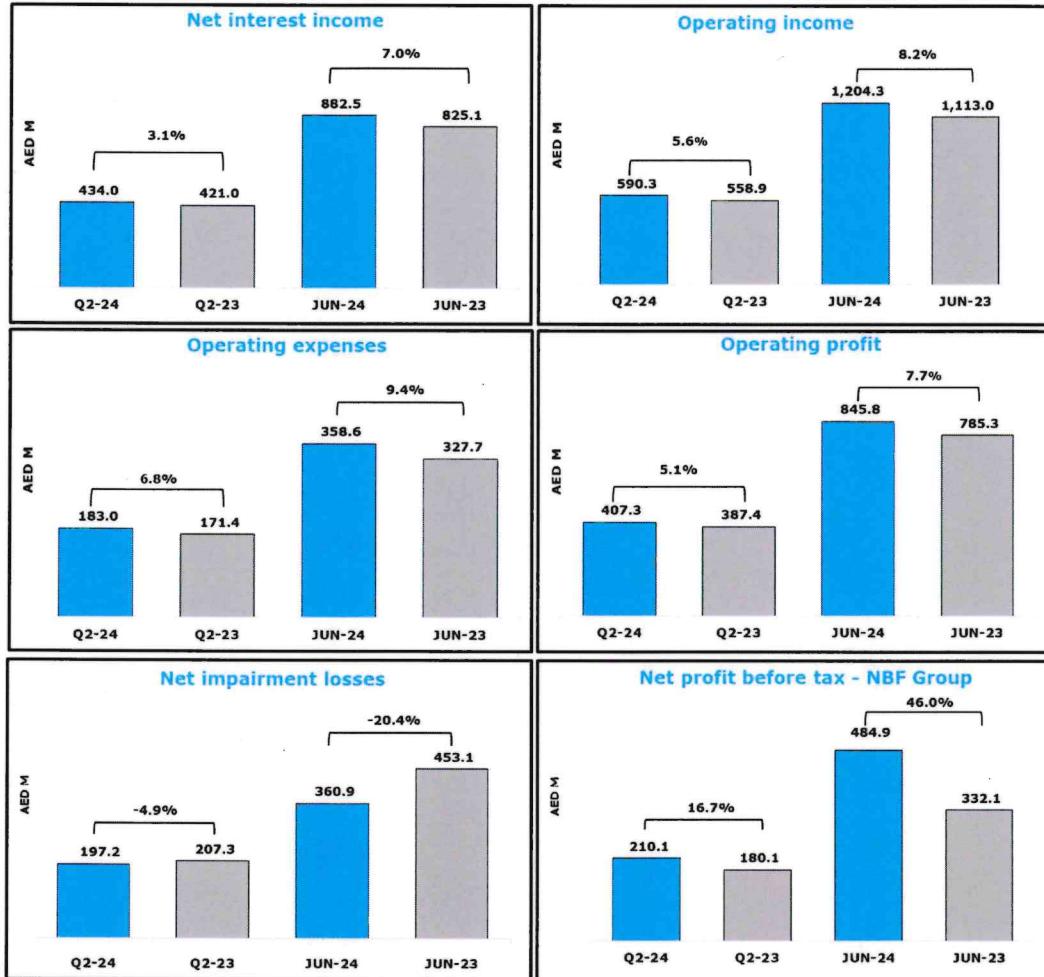 Net interest income
7.0%
882.5
825.1
AED M
3.1%
434.0
421.0
Q2-24 Q2-23 JUN-24 JUN-23
Operating income
8.2%
1,204.3
1,113.0
AED M
5.6%
590.3
558.9
Q2-24 Q2-23 JUN-24 JUN-23
Operating expenses
9.4%
358.6
327.7
AED M
6.8%
183.0
171.4
Q2-24 Q2-23 JUN-24 JUN-23
Operating profit
7.7%
845.8
785.3
AED M
5.1%
407.3
387.4
Q2-24 Q2-23 JUN-24 JUN-23
Net impairment losses
-20.4%
453.1
360.9
AED M
-4.9%
197.2
207.3
Q2-24 Q2-23 JUN-24 JUN-23
Net profit before tax - NBF Group
46.0%
484.9
332.1
AED M
16.7%
210.1
180.1
Q2-24 Q2-23 JUN-24 JUN-23